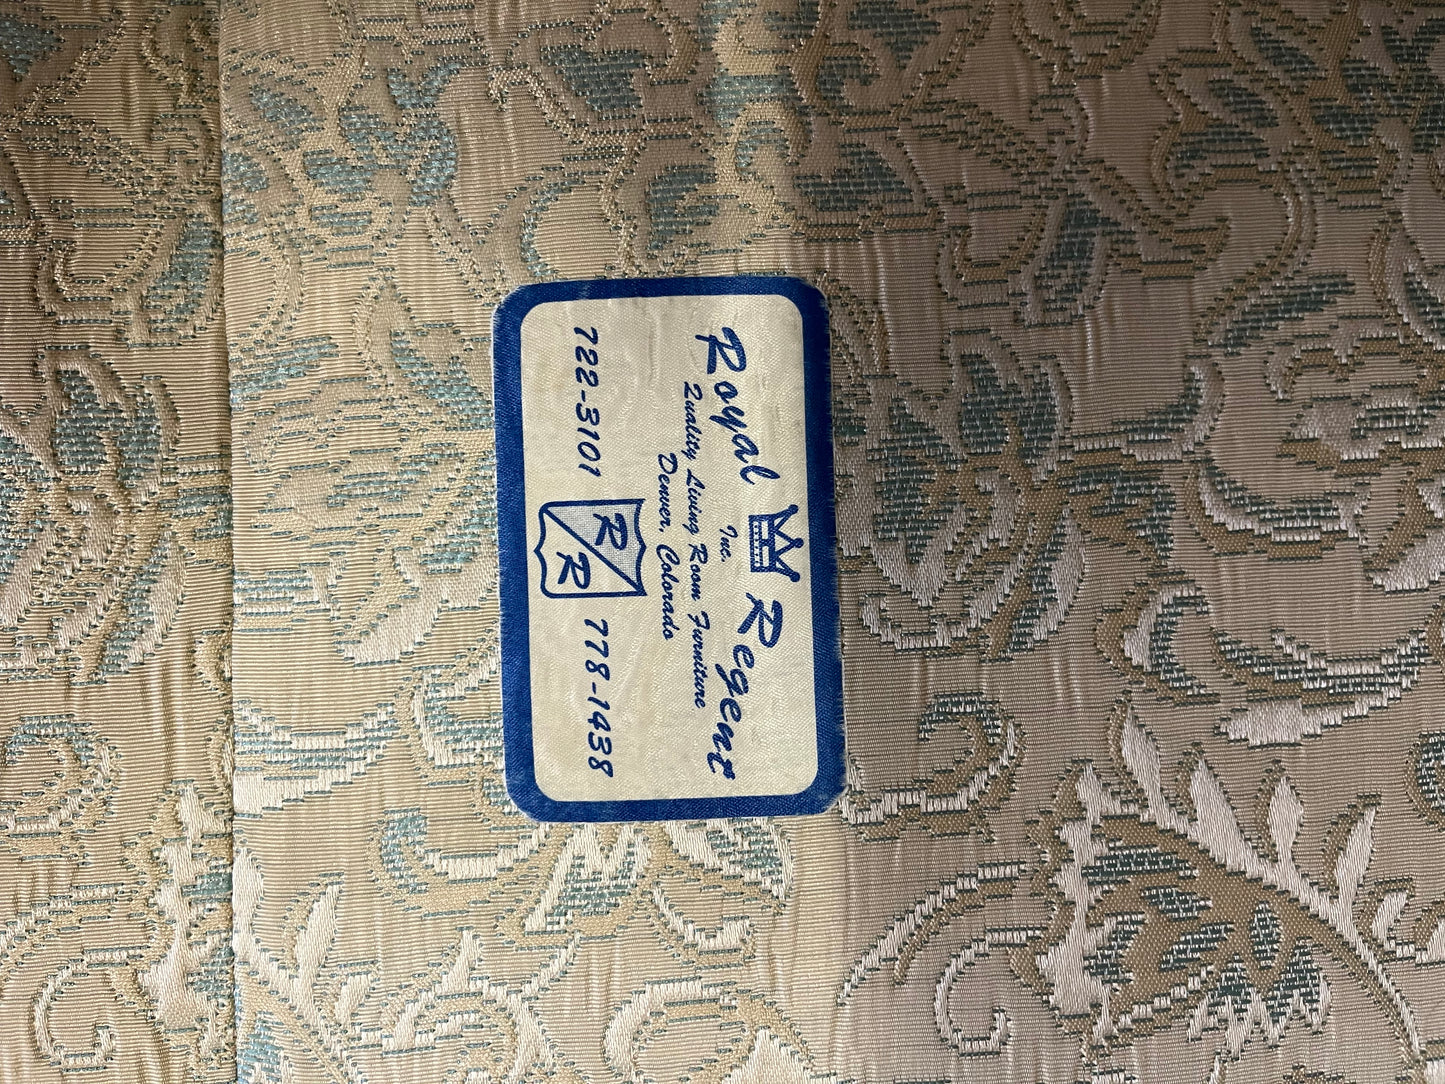 Royal Regent
Inc.
Quality Living Room Furniture
Denver, Colorado
722-3101 R R 778-1438